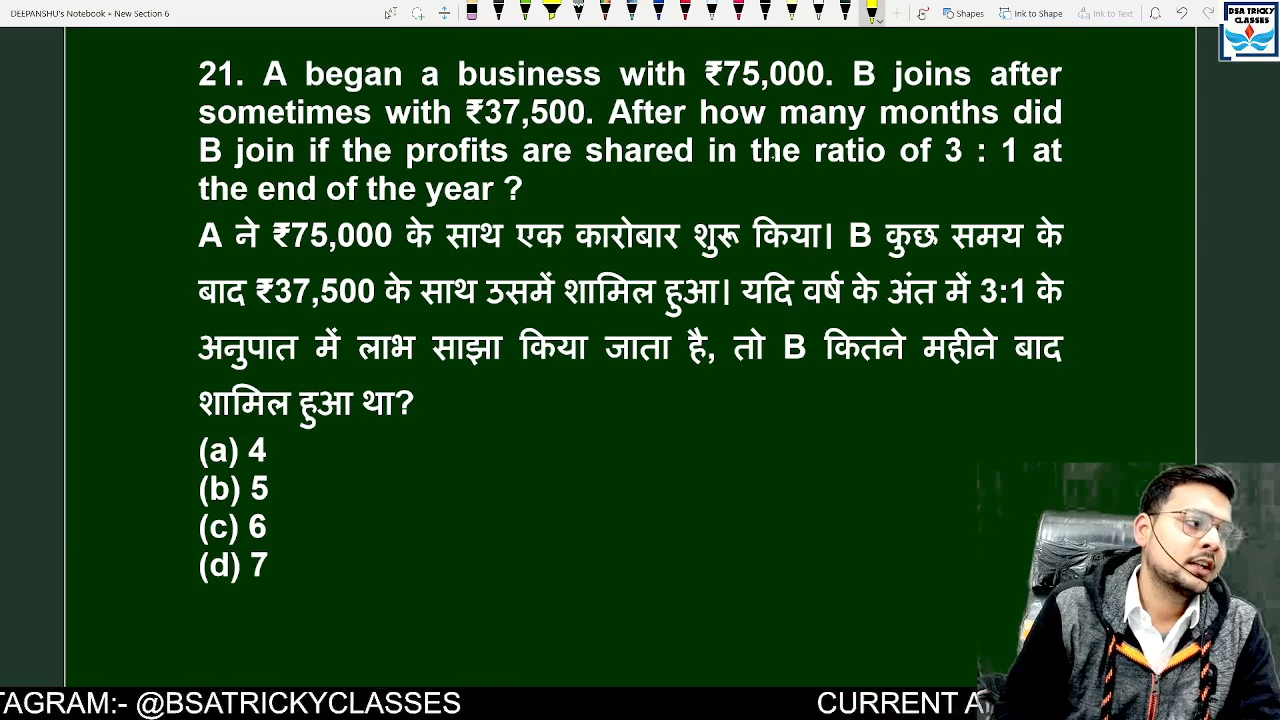 DEEPANSHU's Notebook » New Section 6
Shapes
Ink to Shape
Ink to Text
BSA TRICKY
CLASSES
21. A began a business with ₹75,000. B joins after
sometimes with ₹37,500. After how many months did
B join if the profits are shared in the ratio of 3 : 1 at
the end of the year ?
A ने ₹75,000 के साथ एक कारोबार शुरू किया। B कुछ समय के
बाद ₹37,500 के साथ उसमें शामिल हुआ। यदि वर्ष के अंत में 3:1 के
अनुपात में लाभ साझा किया जाता है, तो B कितने महीने बाद
शामिल हुआ था?
(a) 4
(b) 5
(c) 6
(d) 7
TAGRAM:- @BSATRICKYCLASSES
CURRENT A